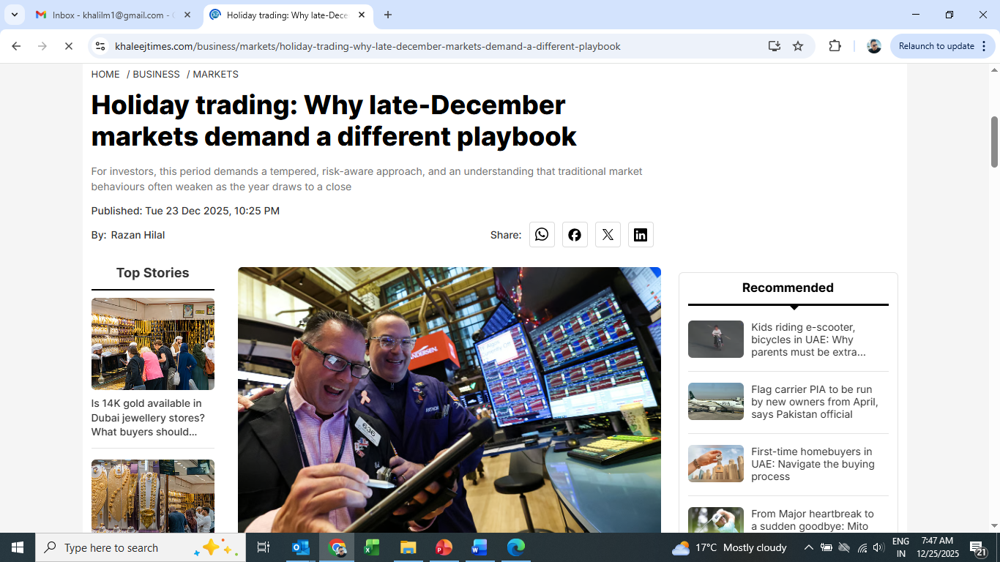 Inbox - khalilm1@gmail.com -
Holiday trading: Why late-Dece
khaleejtimes.com/business/markets/holiday-trading-why-late-december-markets-demand-a-different-playbook
Relaunch to update
HOME / BUSINESS / MARKETS
Holiday trading: Why late-December
markets demand a different playbook
For investors, this period demands a tempered, risk-aware approach, and an understanding that traditional market
behaviours often weaken as the year draws to a close
Published: Tue 23 Dec 2025, 10:25 PM
By: Razan Hilal
Share:
Top Stories
Is 14K gold available in
Dubai jewellery stores?
What buyers should...
ANDERSEN
636
Recommended
Kids riding e-scooter,
bicycles in UAE: Why
parents must be extra...
Flag carrier PIA to be run
by new owners from April,
says Pakistan official
PIA
First-time homebuyers in
UAE: Navigate the buying
process
From Major heartbreak to
a sudden goodbye: Mito
Type here to search
17°C Mostly cloudy
ENG
IN
7:47 AM
12/25/2025
21